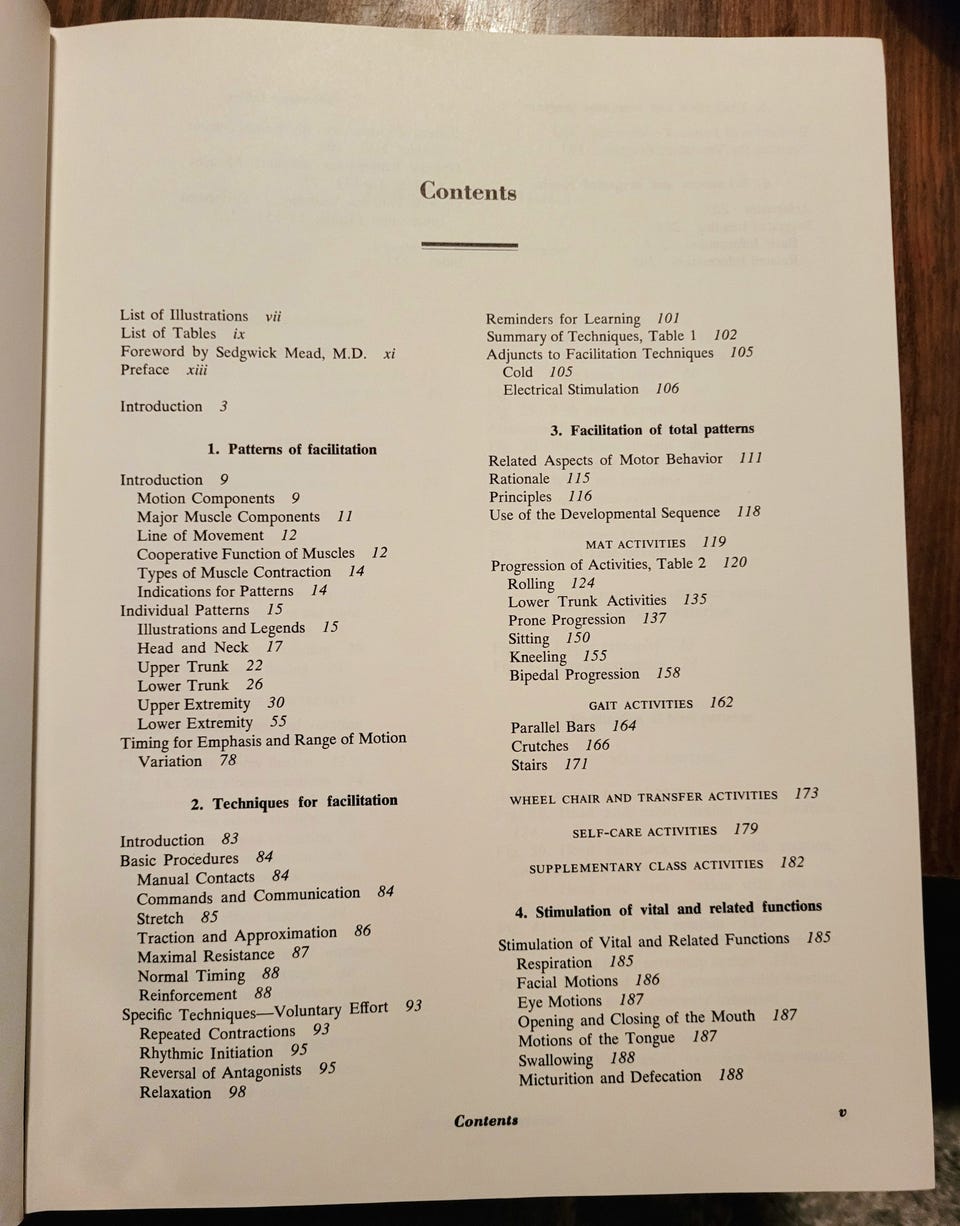 Contents
List of Illustrations vii
List of Tables ix
Foreword by Sedgwick Mead, M.D. xi
Preface xiii
Introduction 3
1. Patterns of facilitation
Introduction 9
Motion Components 9
Major Muscle Components 11
Line of Movement 12
Cooperative Function of Muscles 12
Types of Muscle Contraction 14
Indications for Patterns 14
Individual Patterns 15
Illustrations and Legends 15
Head and Neck 17
Upper Trunk 22
Lower Trunk 26
Upper Extremity 30
Lower Extremity 55
Timing for Emphasis and Range of Motion
Variation 78
2. Techniques for facilitation
Introduction 83
Basic Procedures 84
Manual Contacts 84
Commands and Communication 84
Stretch 85
Traction and Approximation 86
Maximal Resistance 87
Normal Timing 88
Reinforcement 88
Specific Techniques—Voluntary Effort 93
Repeated Contractions 93
Rhythmic Initiation 95
Reversal of Antagonists 95
Relaxation 98
Reminders for Learning 101
Summary of Techniques, Table 1 102
Adjuncts to Facilitation Techniques 105
Cold 105
Electrical Stimulation 106
3. Facilitation of total patterns
Related Aspects of Motor Behavior 111
Rationale 115
Principles 116
Use of the Developmental Sequence 118
MAT ACTIVITIES 119
Progression of Activities, Table 2 120
Rolling 124
Lower Trunk Activities 135
Prone Progression 137
Sitting 150
Kneeling 155
Bipedal Progression 158
GAIT ACTIVITIES 162
Parallel Bars 164
Crutches 166
Stairs 171
WHEEL CHAIR AND TRANSFER ACTIVITIES 173
SELF-CARE ACTIVITIES 179
SUPPLEMENTARY CLASS ACTIVITIES 182
4. Stimulation of vital and related functions
Stimulation of Vital and Related Functions 185
Respiration 185
Facial Motions 186
Eye Motions 187
Opening and Closing of the Mouth 187
Motions of the Tongue 187
Swallowing 188
Micturition and Defecation 188
Contents v